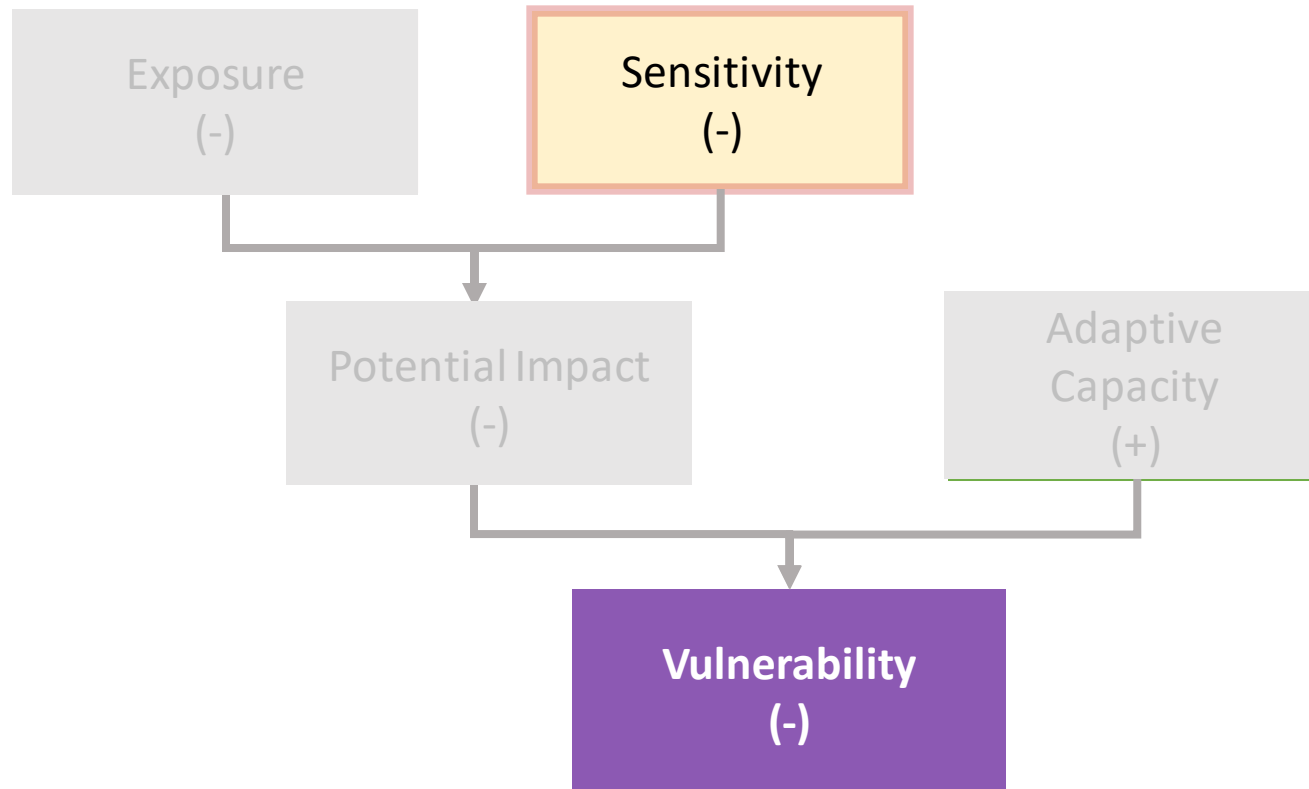 Exposure
(-)
Sensitivity
(-)
Potential Impact
(-)
Adaptive
Capacity
(+)
Vulnerability
(-)